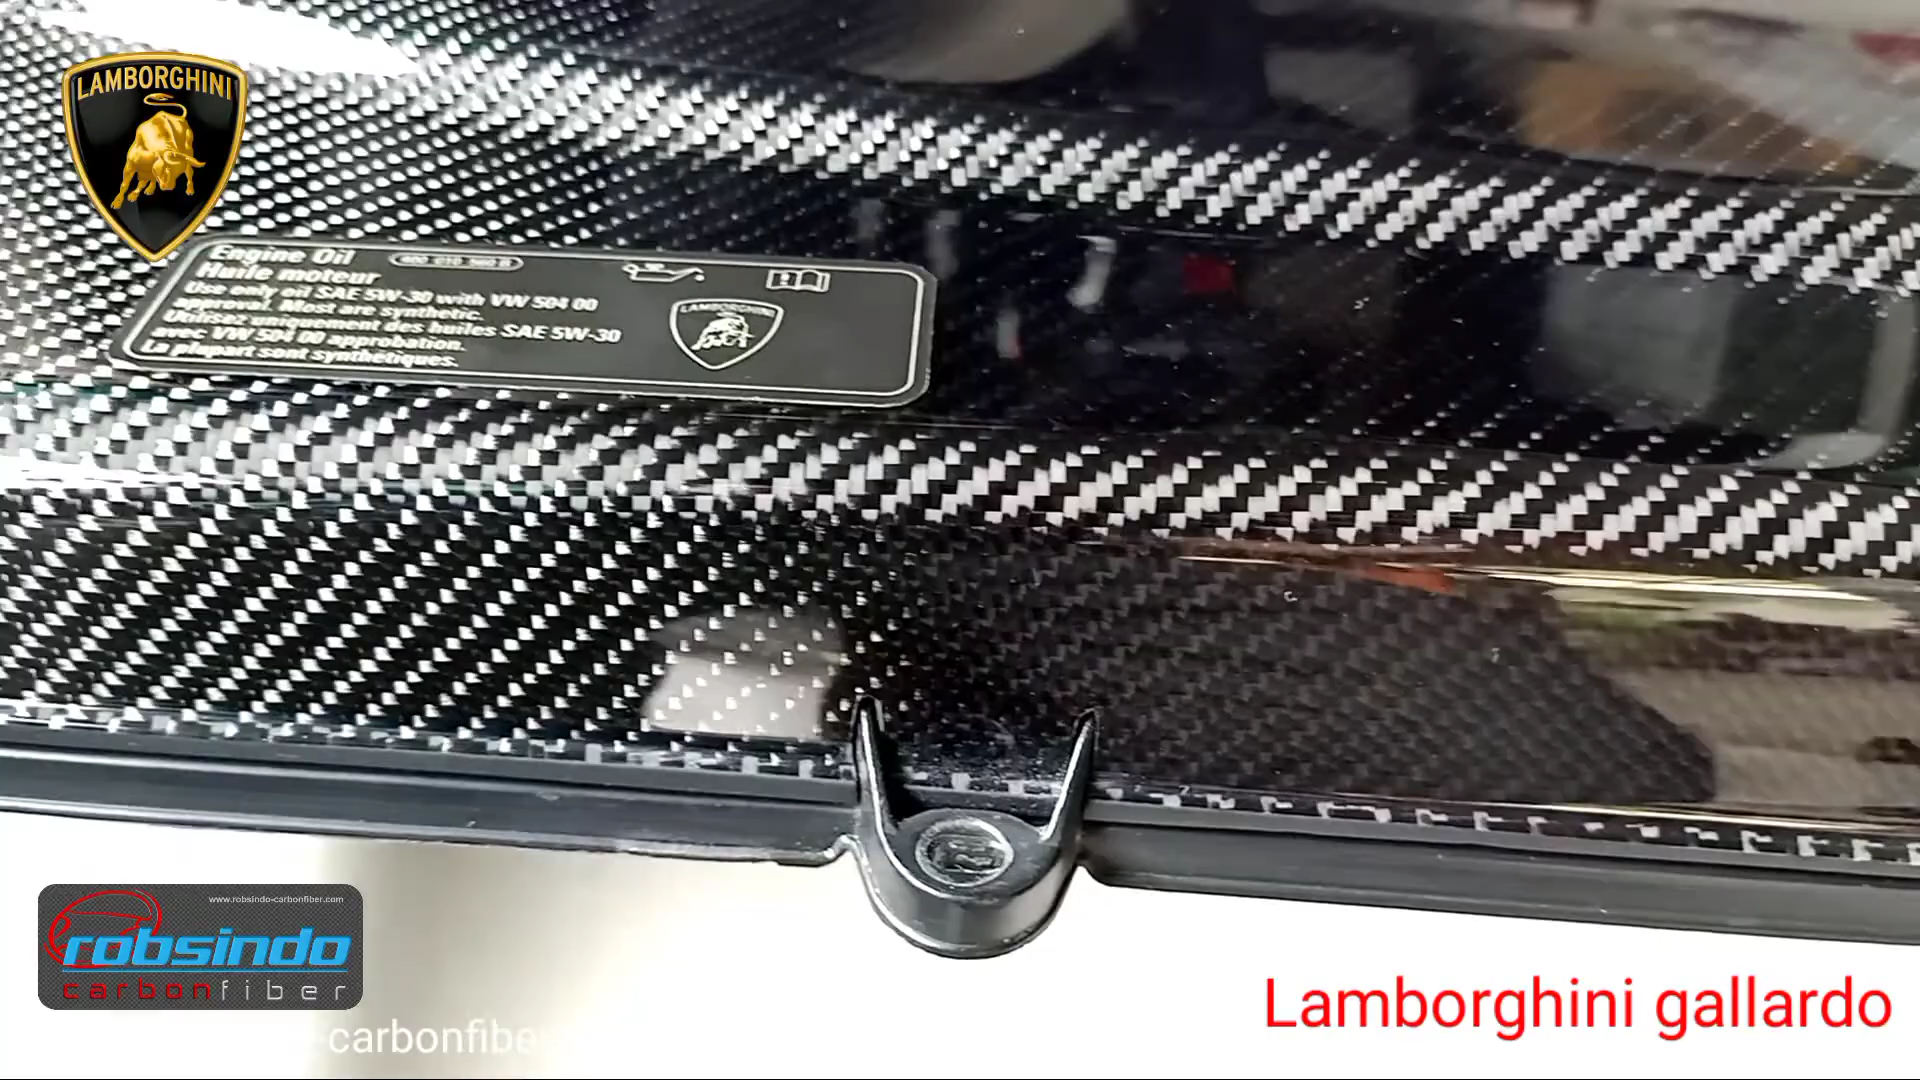 LAMBORGHINI
Engine Oil
Huile moteur
Use only oil SAE 5W-30 with VW 504 00
approval. Most are synthetic.
Utilisez uniquement des huiles SAE 5W-30
avec VW 504 00 approbation.
La plupart sont synthétiques.
LAMBORGHINI
www.robsindo-carbonfiber.com
robsindo
carbonfiber
-carbonfiber
Lamborghini gallardo